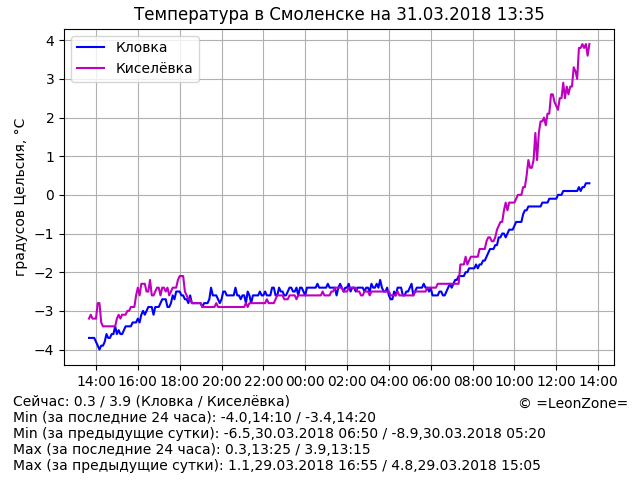 Температура в Смоленске на 31.03.2018 13:35
Кловка
Киселёвка
градусов Цельсия, °C
4
3
2
1
0
−1
−2
−3
−4
14:00 16:00 18:00 20:00 22:00 00:00 02:00 04:00 06:00 08:00 10:00 12:00 14:00
Сейчас: 0.3 / 3.9 (Кловка / Киселёвка)
© =LeonZone=
Min (за последние 24 часа): -4.0,14:10 / -3.4,14:20
Min (за предыдущие сутки): -6.5,30.03.2018 06:50 / -8.9,30.03.2018 05:20
Max (за последние 24 часа): 0.3,13:25 / 3.9,13:15
Max (за предыдущие сутки): 1.1,29.03.2018 16:55 / 4.8,29.03.2018 15:05